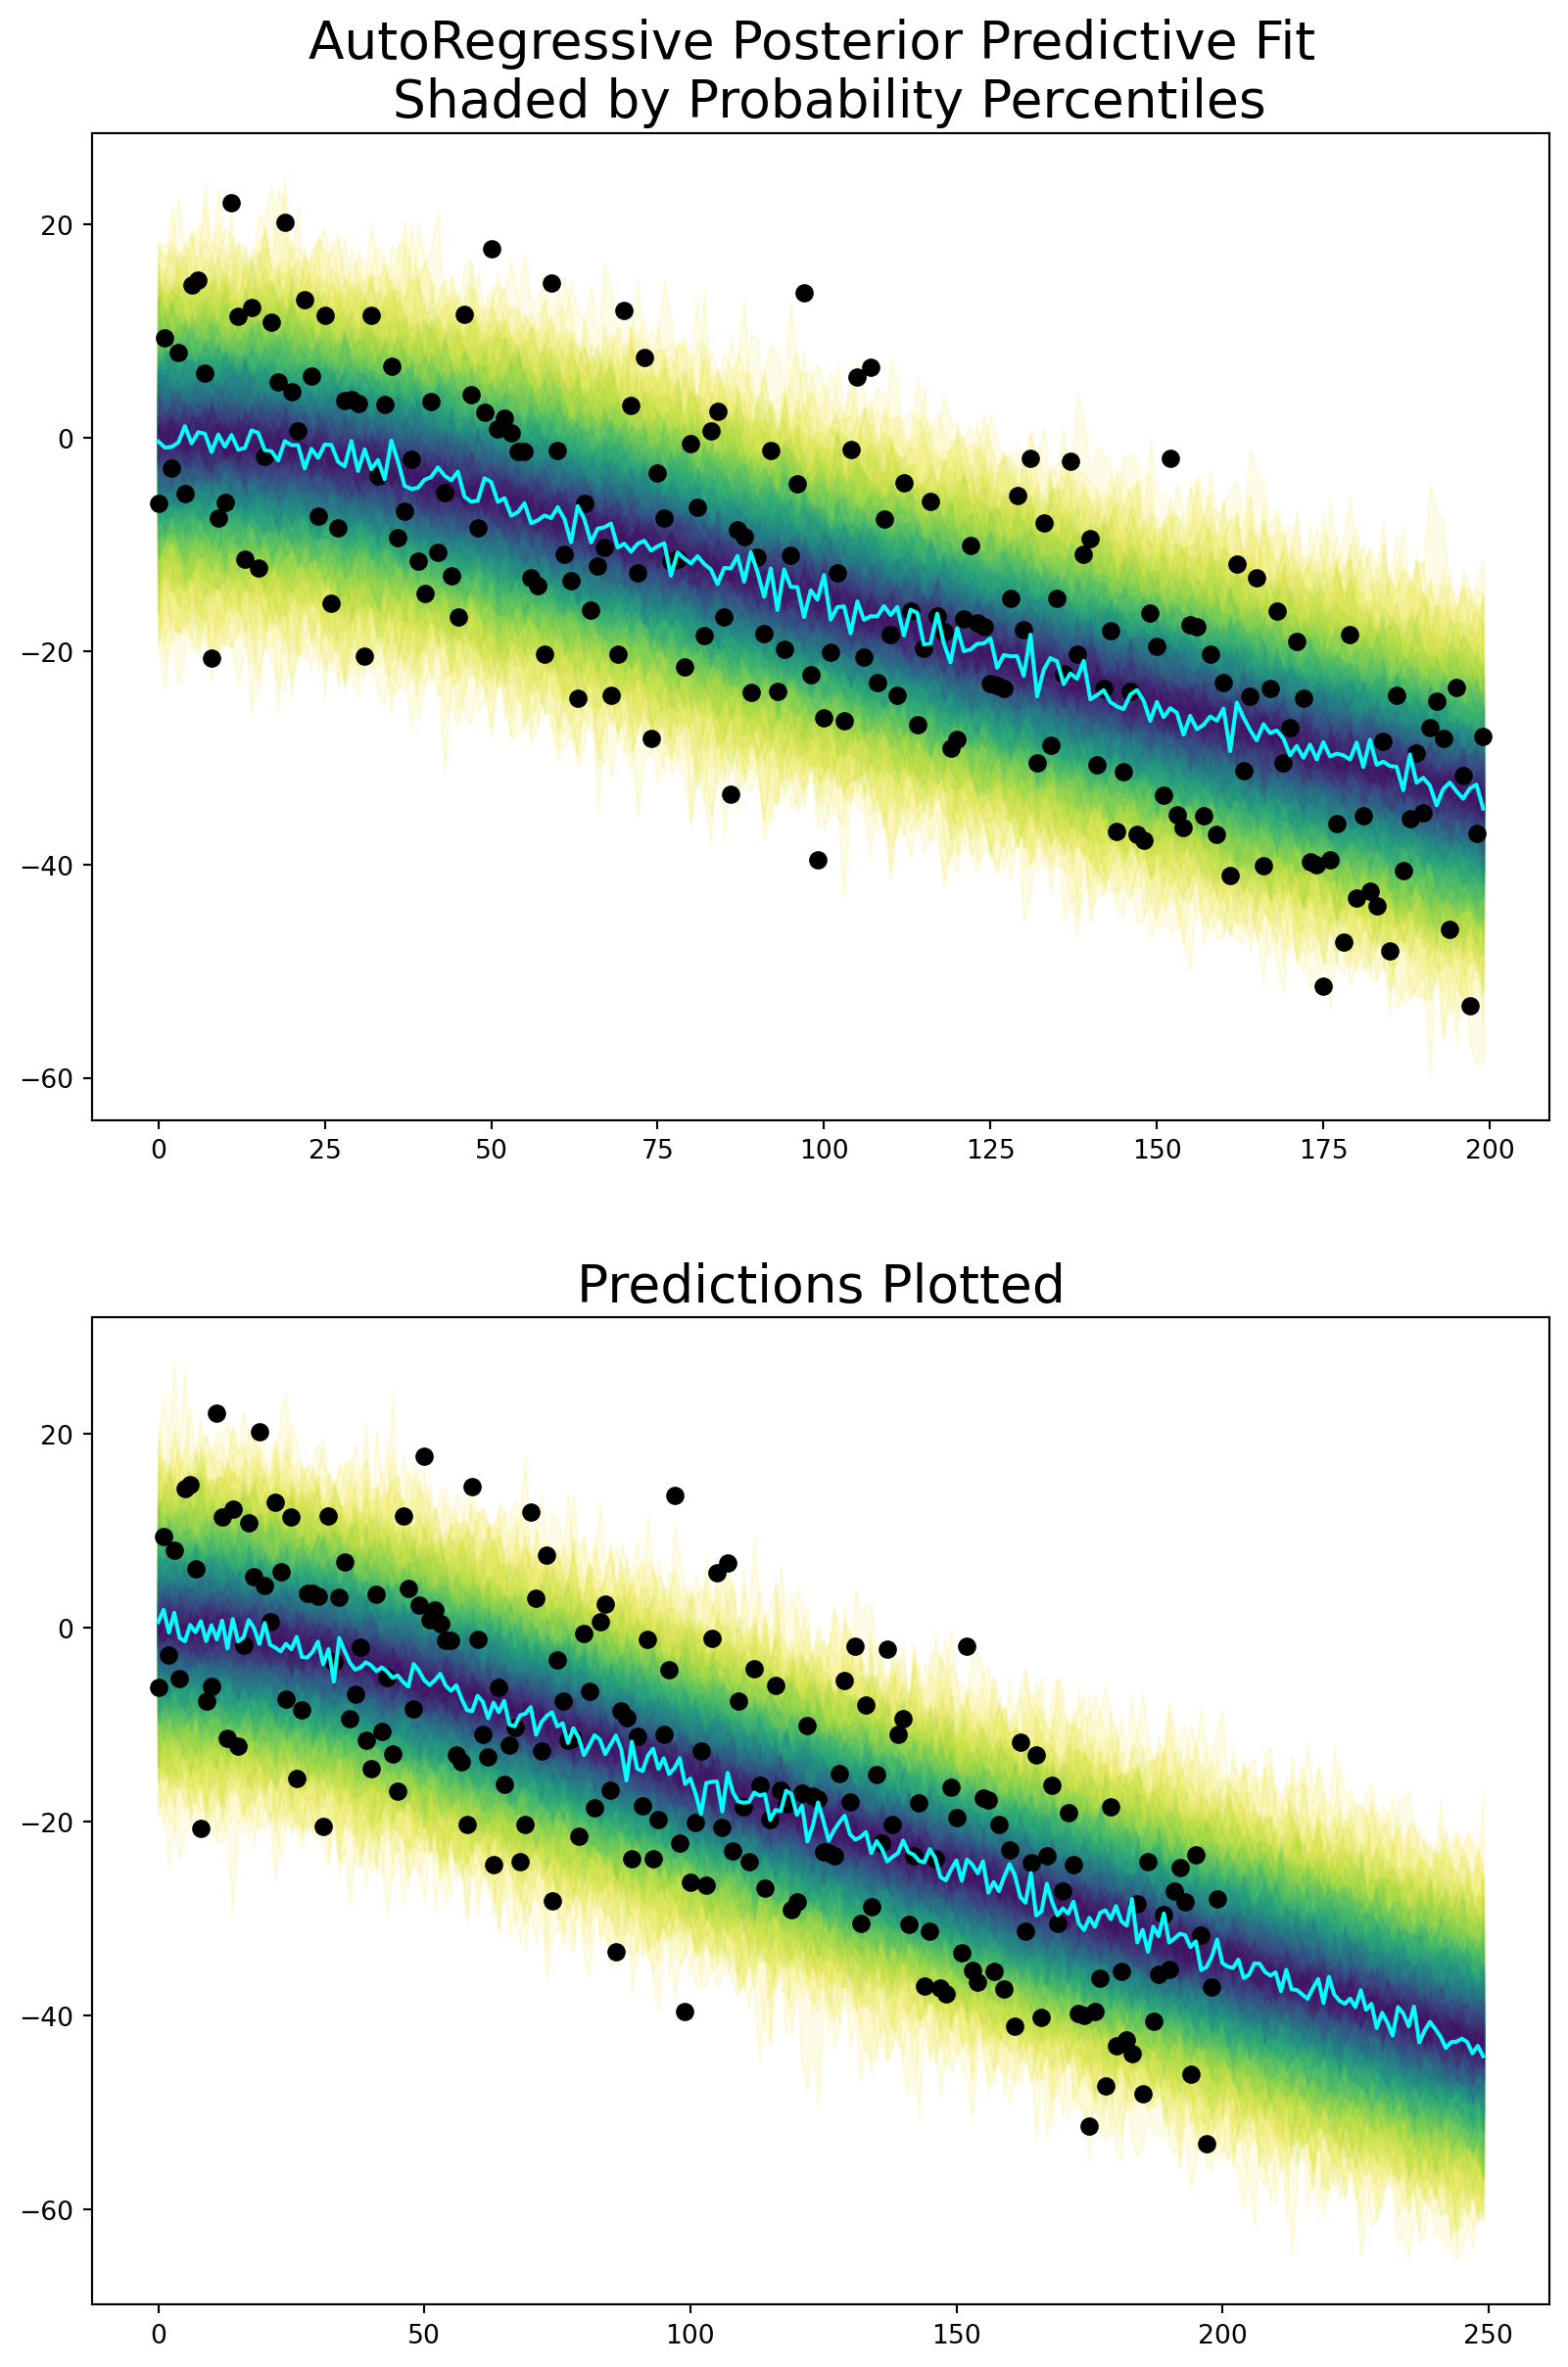 AutoRegressive Posterior Predictive Fit
Shaded by Probability Percentiles
20
0
−20
−40
−60
0 25 50 75 100 125 150 175 200
Predictions Plotted
20
0
−20
−40
−60
0 50 100 150 200 250